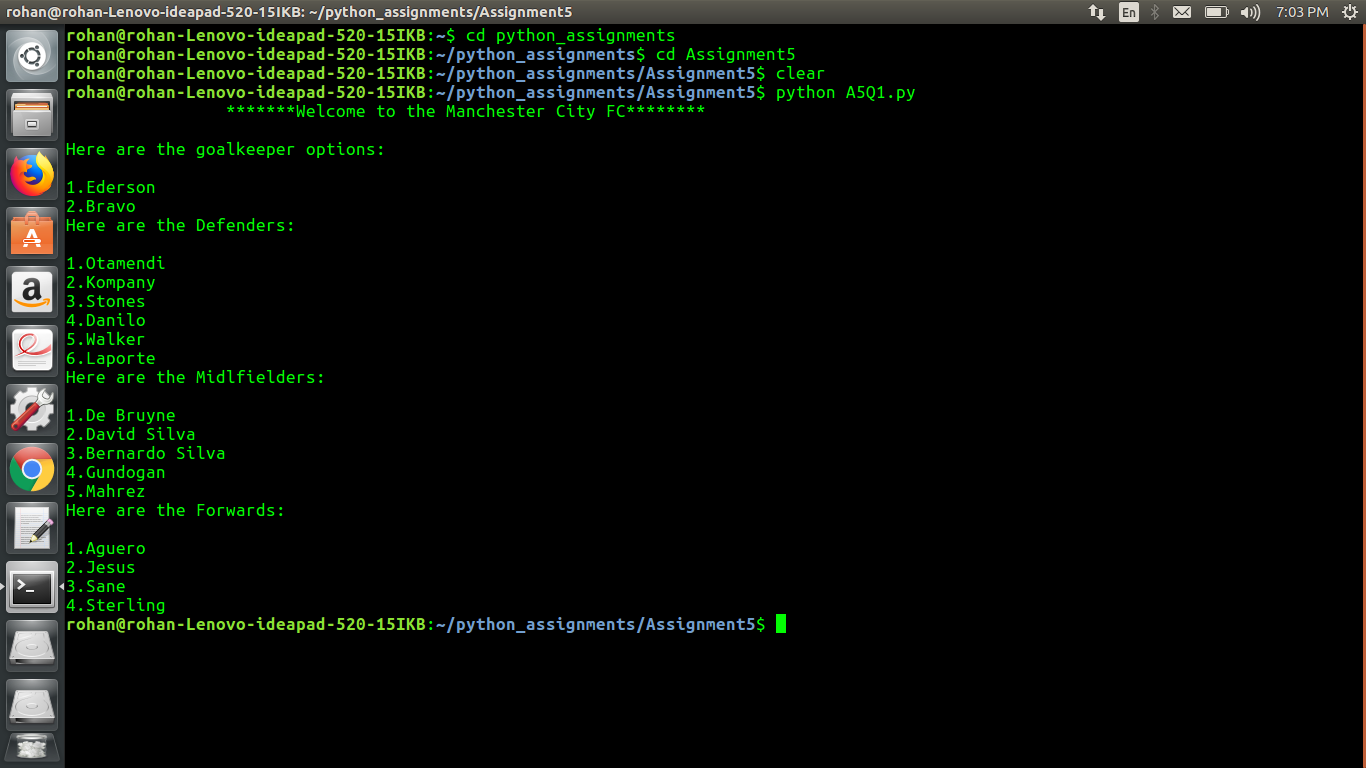 rohan@rohan-Lenovo-ideapad-520-15IKB: ~/python_assignments/Assignment5
En
7:03 PM
rohan@rohan-Lenovo-ideapad-520-15IKB:~$ cd python_assignments
rohan@rohan-Lenovo-ideapad-520-15IKB:~/python_assignments$ cd Assignment5
rohan@rohan-Lenovo-ideapad-520-15IKB:~/python_assignments/Assignment5$ clear
rohan@rohan-Lenovo-ideapad-520-15IKB:~/python_assignments/Assignment5$ python A5Q1.py
*******Welcome to the Manchester City FC********
Here are the goalkeeper options:
1.Ederson
2.Bravo
Here are the Defenders:
1.Otamendi
2.Kompany
3.Stones
4.Danilo
5.Walker
6.Laporte
Here are the Midlfielders:
1.De Bruyne
2.David Silva
3.Bernardo Silva
4.Gundogan
5.Mahrez
Here are the Forwards:
1.Aguero
2.Jesus
3.Sane
4.Sterling
rohan@rohan-Lenovo-ideapad-520-15IKB:~/python_assignments/Assignment5$